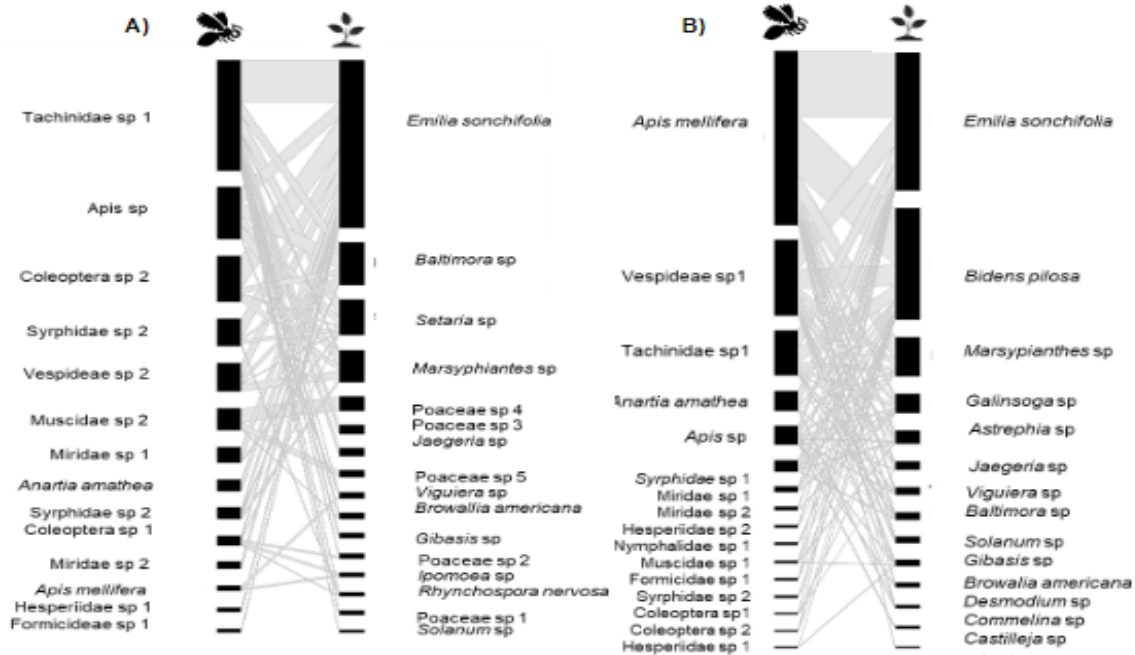 A)
Tachinidae sp 1
Apis sp
Coleoptera sp 2
Syrphidae sp 2
Vespideae sp 2
Muscidae sp 2
Miridae sp 1
Anartia amathea
Syrphidae sp 2
Coleoptera sp 1
Miridae sp 2
Apis mellifera
Hesperiidae sp 1
Formicideae sp 1
Emilia sonchifolia
Baltimora sp
Setaria sp
Marsyphiantes sp
Poaceae sp 4
Poaceae sp 3
Jaegeria sp
Poaceae sp 5
Viguiera sp
Browallia americana
Gibasis sp
Poaceae sp 2
Ipomoea sp
Rhynchospora nervosa
Poaceae sp 1
Solanum sp
B)
Apis mellifera
Vespideae sp1
Tachinidae sp1
Anartia amathea
Apis sp
Syrphidae sp 1
Miridae sp 1
Miridae sp 2
Hesperiidae sp 2
Nymphalidae sp 1
Muscidae sp 1
Formicidae sp 1
Syrphidae sp 2
Coleoptera sp1
Coleoptera sp 2
Hesperiidae sp 1
Emilia sonchifolia
Bidens pilosa
Marsypianthes sp
Galinsoga sp
Astrephia sp
Jaegeria sp
Viguiera sp
Baltimora sp
Solanum sp
Gibasis sp
Browalia americana
Desmodium sp
Commelina sp
Castilleja sp